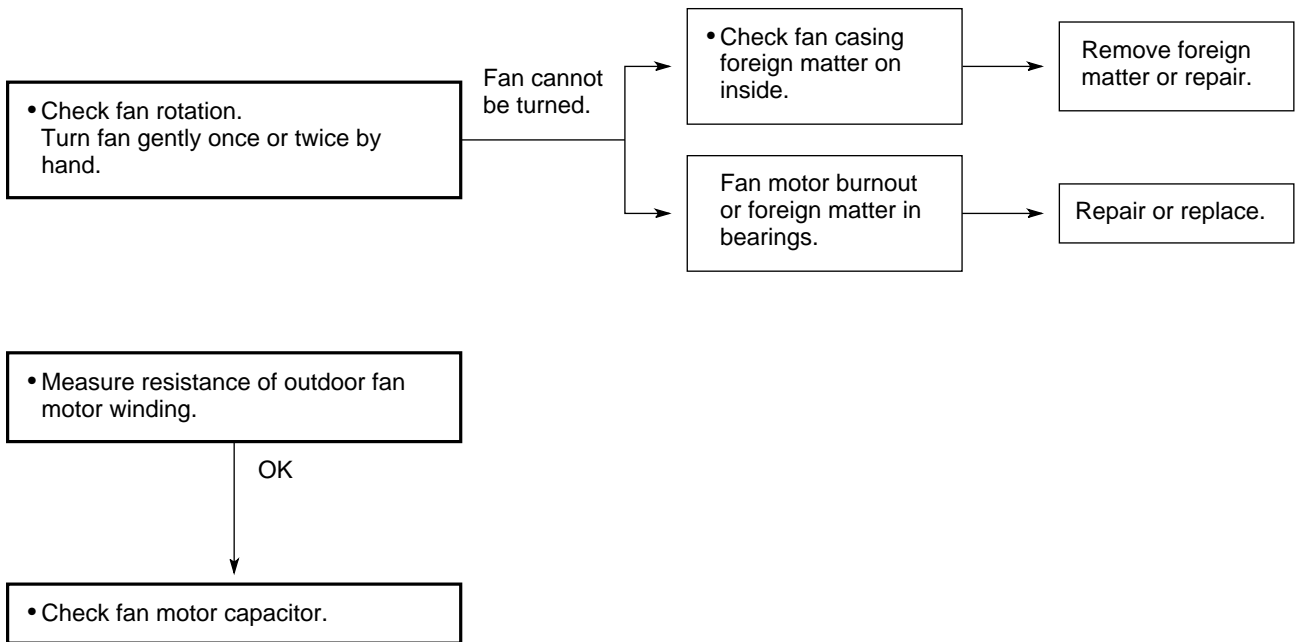 • Check fan rotation.
Turn fan gently once or twice by
hand.
Fan cannot
be turned.
• Check fan casing
foreign matter on
inside.
Remove foreign
matter or repair.
Fan motor burnout
or foreign matter in
bearings.
Repair or replace.
• Measure resistance of outdoor fan
motor winding.
OK
• Check fan motor capacitor.